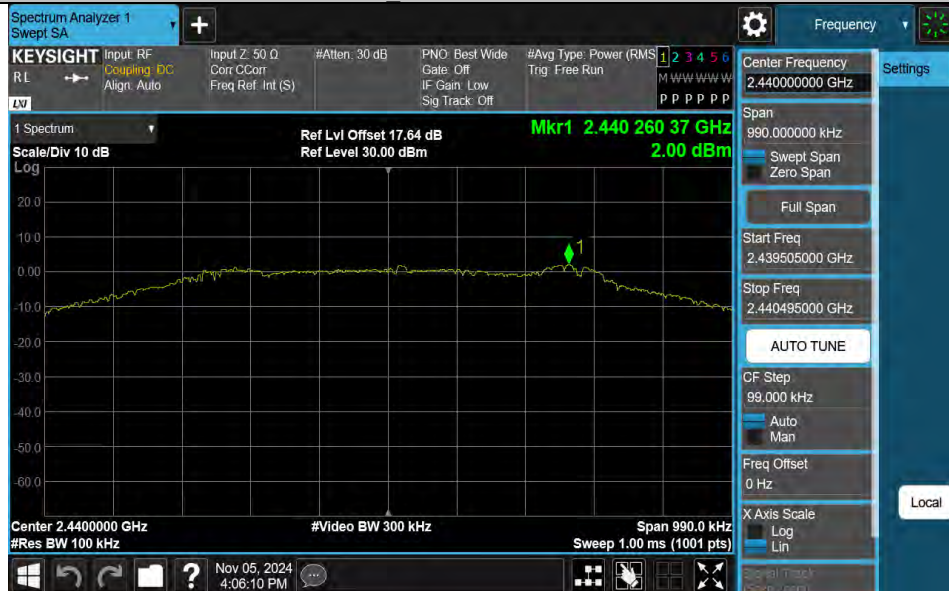 Spectrum Analyzer 1
Swept SA
+
Frequency
KEYSIGHT
RL
LXI
Input: RF
Coupling: DC
Align: Auto
Input Z: 50 Ω
Corr CCorr
Freq Ref: Int (S)
#Atten: 30 dB
PNO: Best Wide
Gate: Off
IF Gain: Low
Sig Track: Off
#Avg Type: Power (RMS
Trig: Free Run
1 2 3 4 5 6
M W W W W W
P P P P P P
1 Spectrum
Scale/Div 10 dB
Ref Lvl Offset 17.64 dB
Ref Level 30.00 dBm
Mkr1 2.440 260 37 GHz
2.00 dBm
Log
20.0
10.0
0.00
-10.0
-20.0
-30.0
-40.0
-50.0
-60.0
1
Center 2.4400000 GHz
#Res BW 100 kHz
#Video BW 300 kHz
Span 990.0 kHz
Sweep 1.00 ms (1001 pts)
?
Nov 05, 2024
4:06:10 PM
Center Frequency
2.440000000 GHz
Span
990.000000 kHz
Swept Span
Zero Span
Full Span
Start Freq
2.439505000 GHz
Stop Freq
2.440495000 GHz
AUTO TUNE
CF Step
99.000 kHz
Auto
Man
Freq Offset
0 Hz
X Axis Scale
Log
Lin
Signal Track
Settings
Local